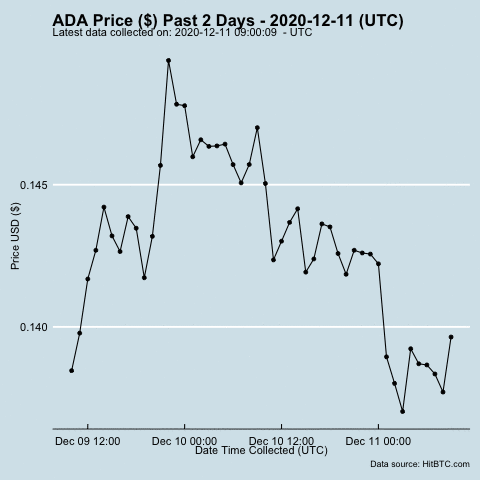 ADA Price ($) Past 2 Days - 2020-12-11 (UTC)
Latest data collected on: 2020-12-11 09:00:09  - UTC
Price USD ($)
0.145
0.140
Dec 09 12:00
Dec 10 00:00
Dec 10 12:00
Dec 11 00:00
Date Time Collected (UTC)
Data source: HitBTC.com